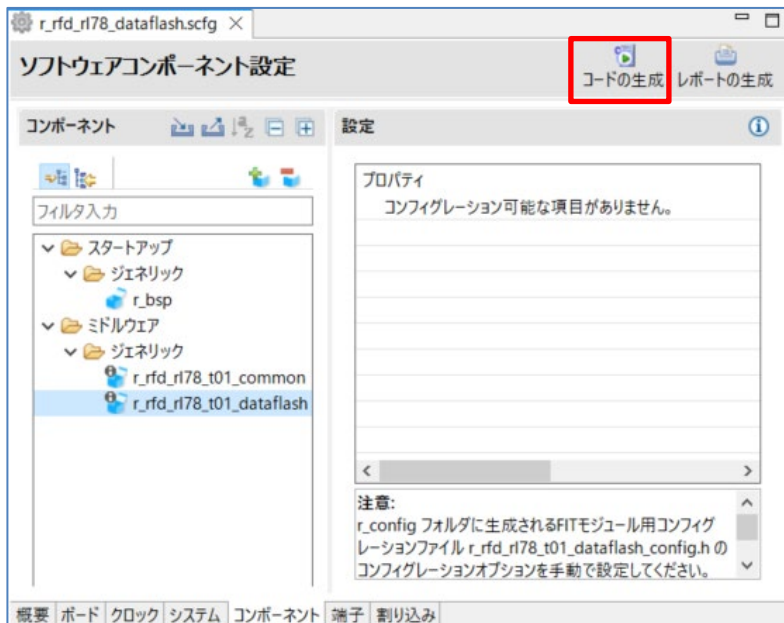 r_rfd_rl78_dataflash.scfg
ソフトウェアコンポーネント設定
コードの生成 レポートの生成
コンポーネント
設定
フィルタ入力
スタートアップ
ジェネリック
r_bsp
ミドルウェア
ジェネリック
r_rfd_rl78_t01_common
r_rfd_rl78_t01_dataflash
プロパティ
コンフィグレーション可能な項目がありません。
注意:
r_config フォルダに生成されるFITモジュール用コンフィグ
レーションファイル r_rfd_rl78_t01_dataflash_config.h の
コンフィグレーションオプションを手動で設定してください。
概要 ボード クロック システム コンポーネント 端子 割り込み